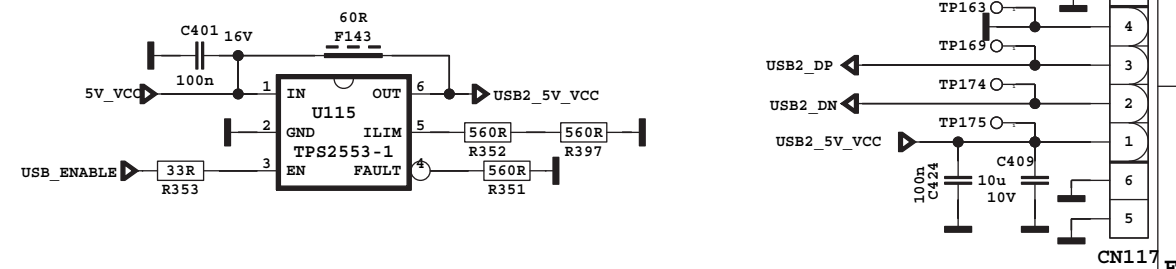 60R
C401 16V F143
100n
5V_VCC 1 IN OUT 6 USB2_5V_VCC
U115
2 GND ILIM 5 560R 560R
TPS2553-1 R352 R397
USB_ENABLE 33R 3 EN FAULT 4 560R
R353 R351
TP163
4
TP169
USB2_DP 3
TP174
USB2_DN 2
TP175
USB2_5V_VCC 1
C409
100n C424 10u 6
10V
5
CN117